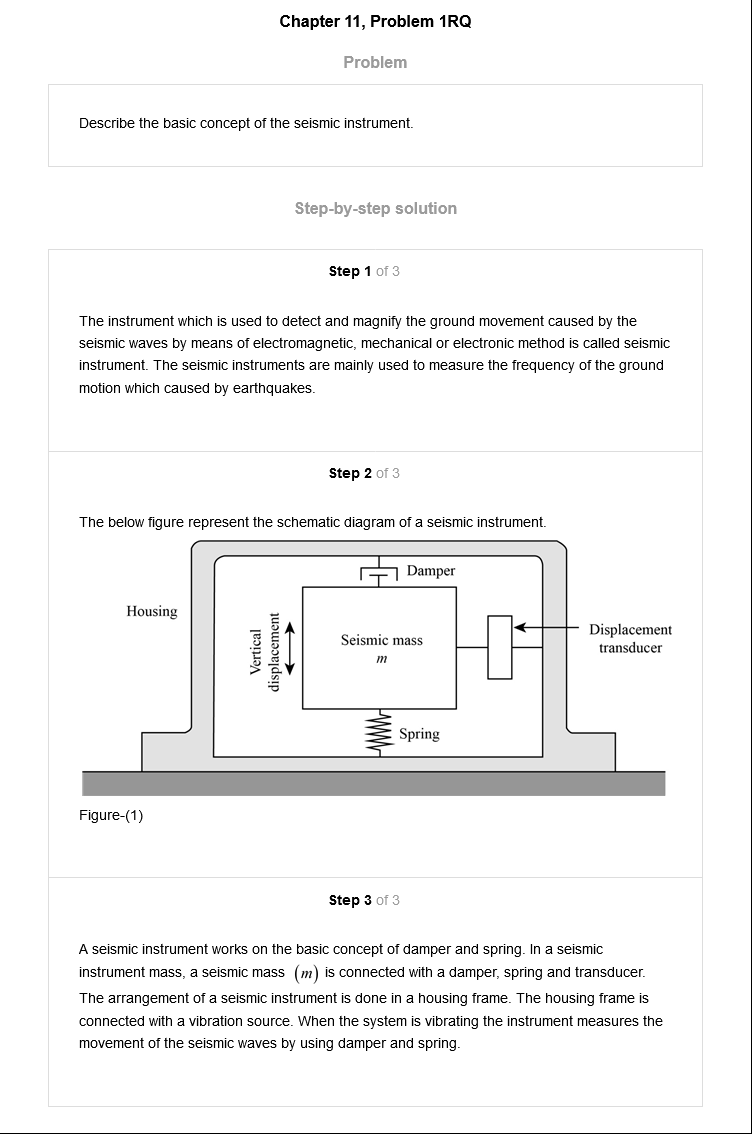 Chapter 11, Problem 1RQ
Problem
Describe the basic concept of the seismic instrument.
Step-by-step solution
Step 1 of 3
The instrument which is used to detect and magnify the ground movement caused by the
seismic waves by means of electromagnetic, mechanical or electronic method is called seismic
instrument. The seismic instruments are mainly used to measure the frequency of the ground
motion which caused by earthquakes.
Step 2 of 3
The below figure represent the schematic diagram of a seismic instrument.
Damper
Housing
Vertical
displacement
Seismic mass
m
Displacement
transducer
Spring
Figure-(1)
Step 3 of 3
A seismic instrument works on the basic concept of damper and spring. In a seismic
instrument mass, a seismic mass (m) is connected with a damper, spring and transducer.
The arrangement of a seismic instrument is done in a housing frame. The housing frame is
connected with a vibration source. When the system is vibrating the instrument measures the
movement of the seismic waves by using damper and spring.